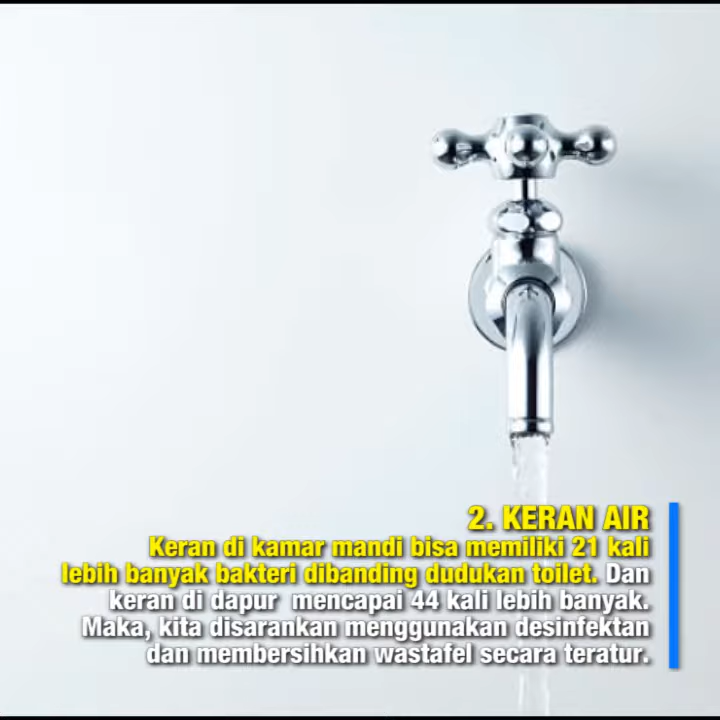 2. KERAN AIR
Keran di kamar mandi bisa memiliki 21 kali
lebih banyak bakteri dibanding dudukan toilet. Dan
keran di dapur mencapai 44 kali lebih banyak.
Maka, kita disarankan menggunakan desinfektan
dan membersihkan wastafel secara teratur.